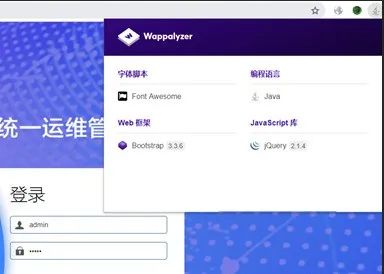 Wappalyzer
字体脚本
Font Awesome
编程语言
Java
Web 框架
Bootstrap 3.3.6
JavaScript 库
jQuery 2.1.4
统一运维管
登录
admin
•••••